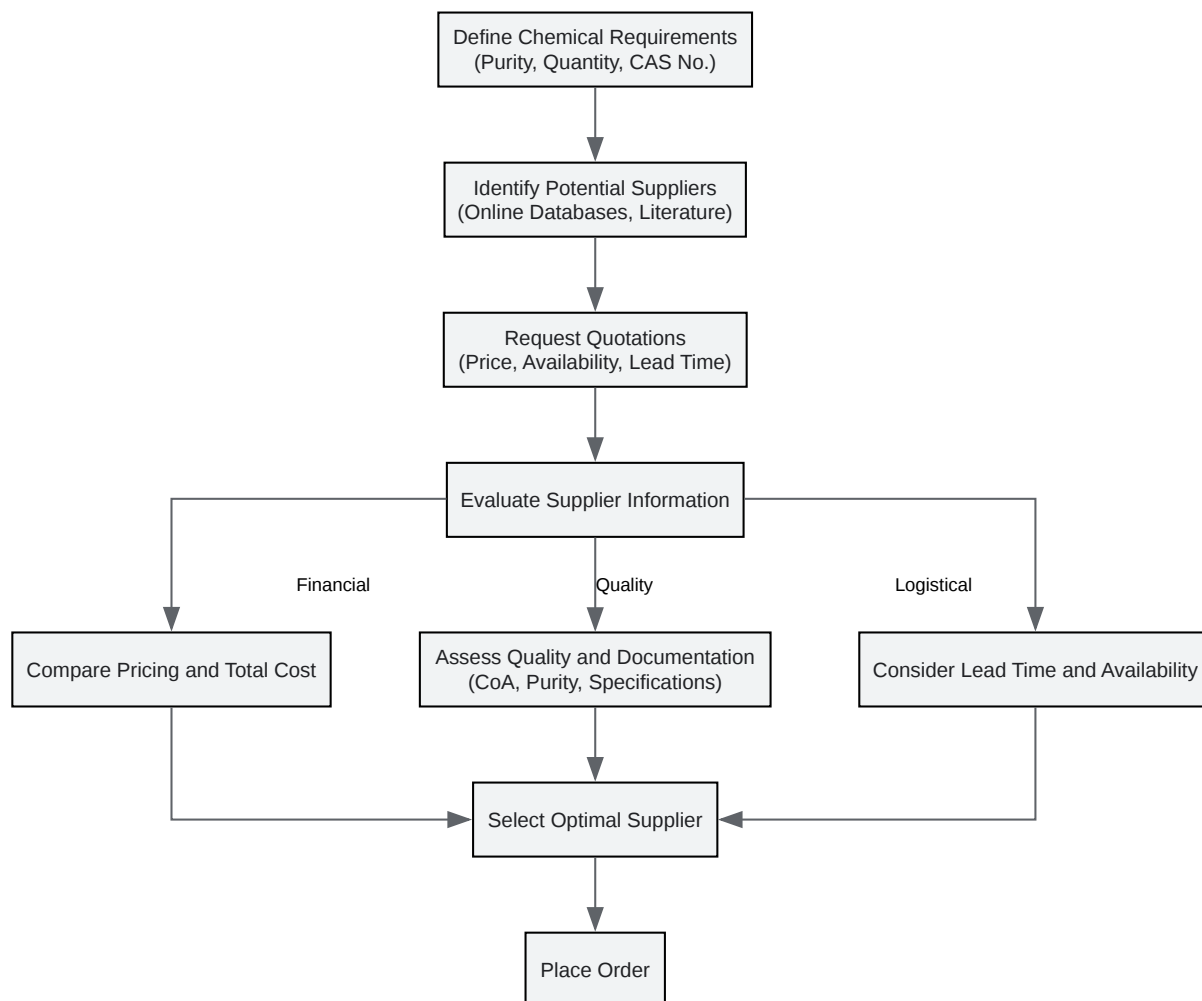 Define Chemical Requirements
(Purity, Quantity, CAS No.)
Identify Potential Suppliers
(Online Databases, Literature)
Request Quotations
(Price, Availability, Lead Time)
Evaluate Supplier Information
Financial
Quality
Logistical
Compare Pricing and Total Cost
Assess Quality and Documentation
(CoA, Purity, Specifications)
Consider Lead Time and Availability
Select Optimal Supplier
Place Order